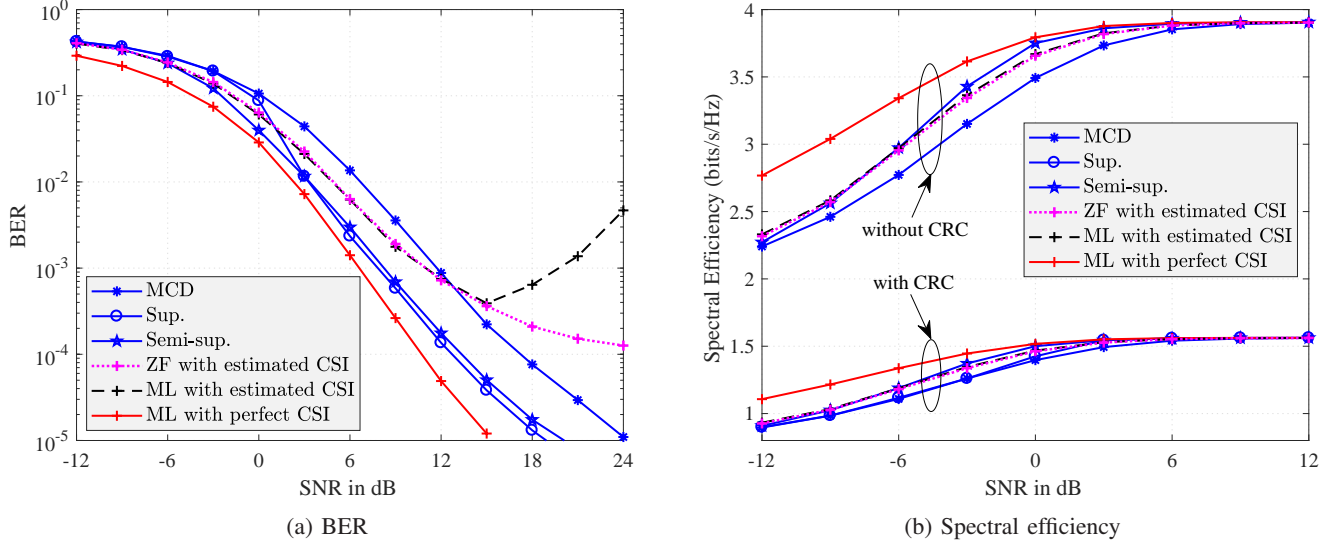 10^0
10^-1
10^-2
10^-3
10^-4
10^-5
BER
MCD
Sup.
Semi-sup.
ZF with estimated CSI
ML with estimated CSI
ML with perfect CSI
-12 -6 0 6 12 18 24
SNR in dB
(a) BER
4
3.5
3
2.5
2
1.5
1
Spectral Efficiency (bits/s/Hz)
MCD
Sup.
Semi-sup.
ZF with estimated CSI
ML with estimated CSI
ML with perfect CSI
without CRC
with CRC
-12 -6 0 6 12
SNR in dB
(b) Spectral efficiency